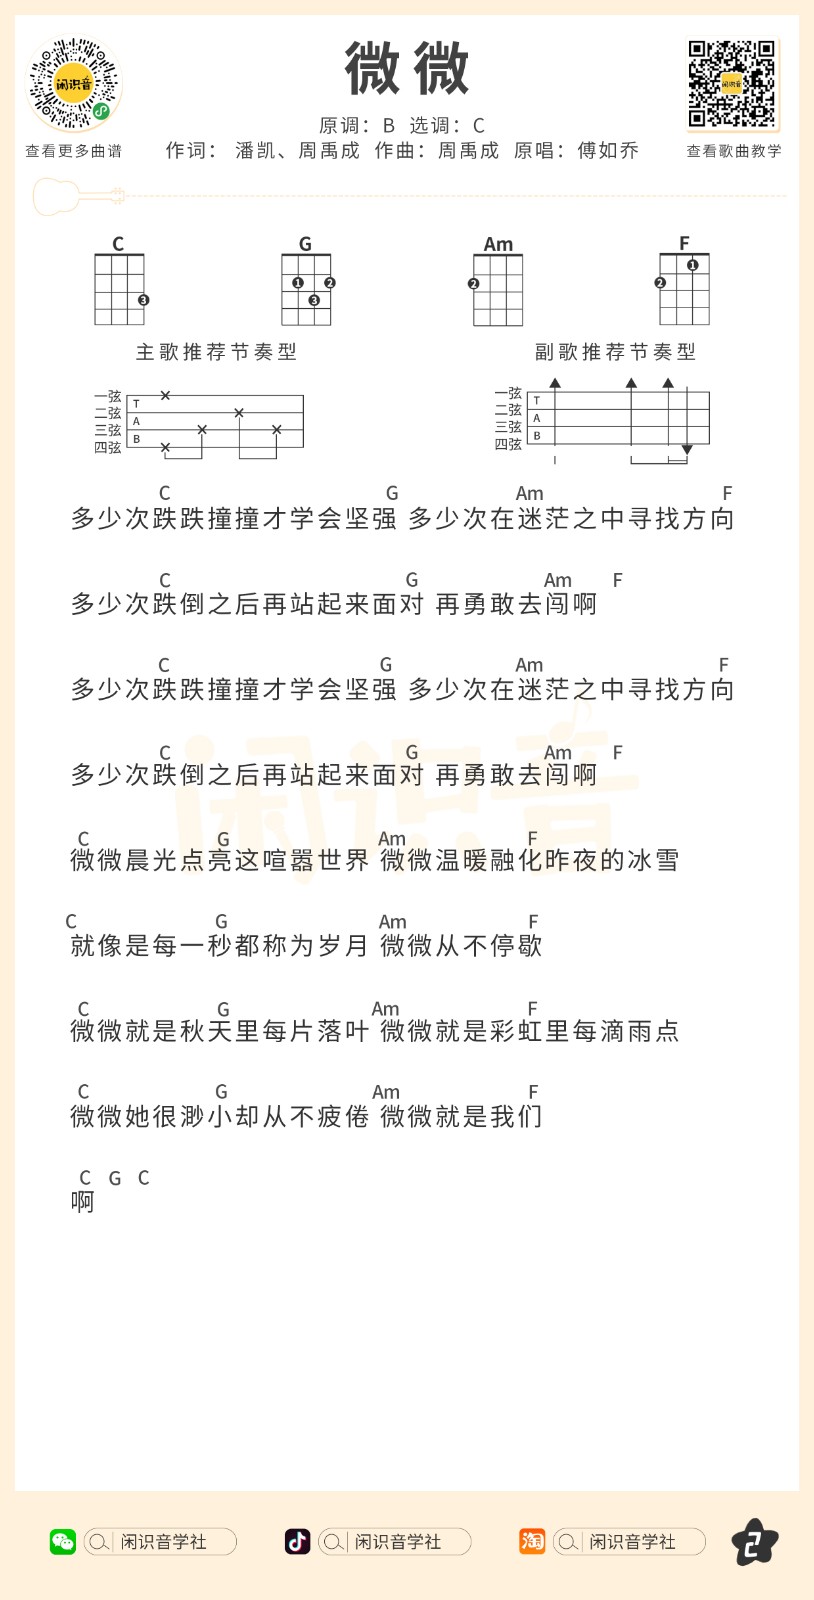 微微
闲识音
闲识音
原调：B 选调：C
查看更多曲谱
作词： 潘凯、周禹成 作曲：周禹成 原唱：傅如乔
查看歌曲教学
C G Am F
3
1 2 3
2
1 2
主歌推荐节奏型
副歌推荐节奏型
一弦
二弦
三弦
四弦
T
A
B
一弦
二弦
三弦
四弦
T
A
B
C G Am F
多少次跌跌撞撞才学会坚强 多少次在迷茫之中寻找方向
C G Am F
多少次跌倒之后再站起来面对 再勇敢去闯啊
C G Am F
多少次跌跌撞撞才学会坚强 多少次在迷茫之中寻找方向
闲识音
C G Am F
多少次跌倒之后再站起来面对 再勇敢去闯啊
C G Am F
微微晨光点亮这喧嚣世界 微微温暖融化昨夜的冰雪
C G Am F
就像是每一秒都称为岁月 微微从不停歇
C G Am F
微微就是秋天里每片落叶 微微就是彩虹里每滴雨点
C G Am F
微微她很渺小却从不疲倦 微微就是我们
C G C
啊
闲识音学社
闲识音学社
淘
闲识音学社
2